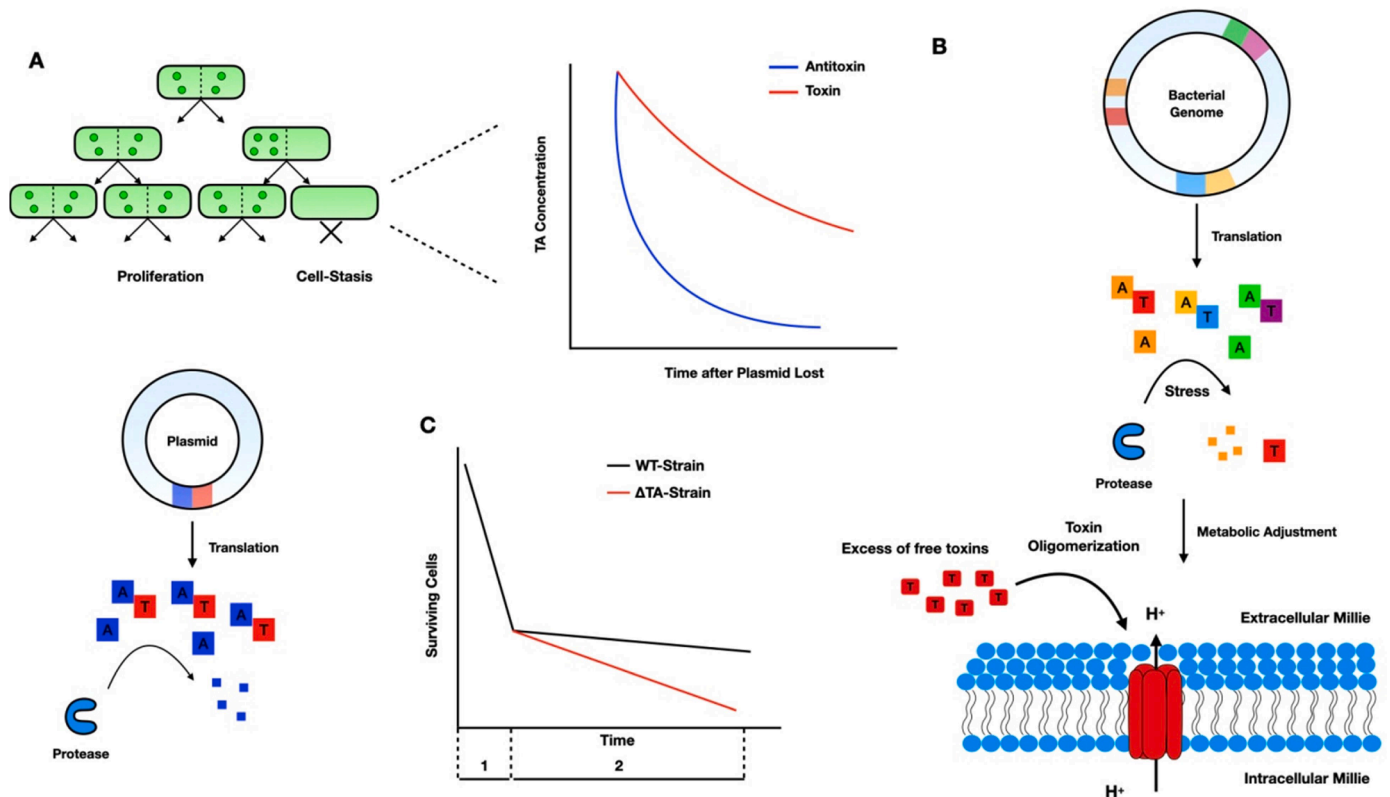 A
Proliferation
Cell-Stasis
TA Concentration
Antitoxin
Toxin
Time after Plasmid Lost
Plasmid
Translation
A
T
A
T
A
T
A
A
Protease
B
Bacterial
Genome
Translation
A
T
A
T
A
T
A
A
Stress
T
Protease
Metabolic Adjustment
Toxin
Oligomerization
Excess of free toxins
T
T
T
T
T
T
H+
Extracellular Millie
Intracellular Millie
H+
C
Surviving Cells
WT-Strain
ΔTA-Strain
Time
1
2